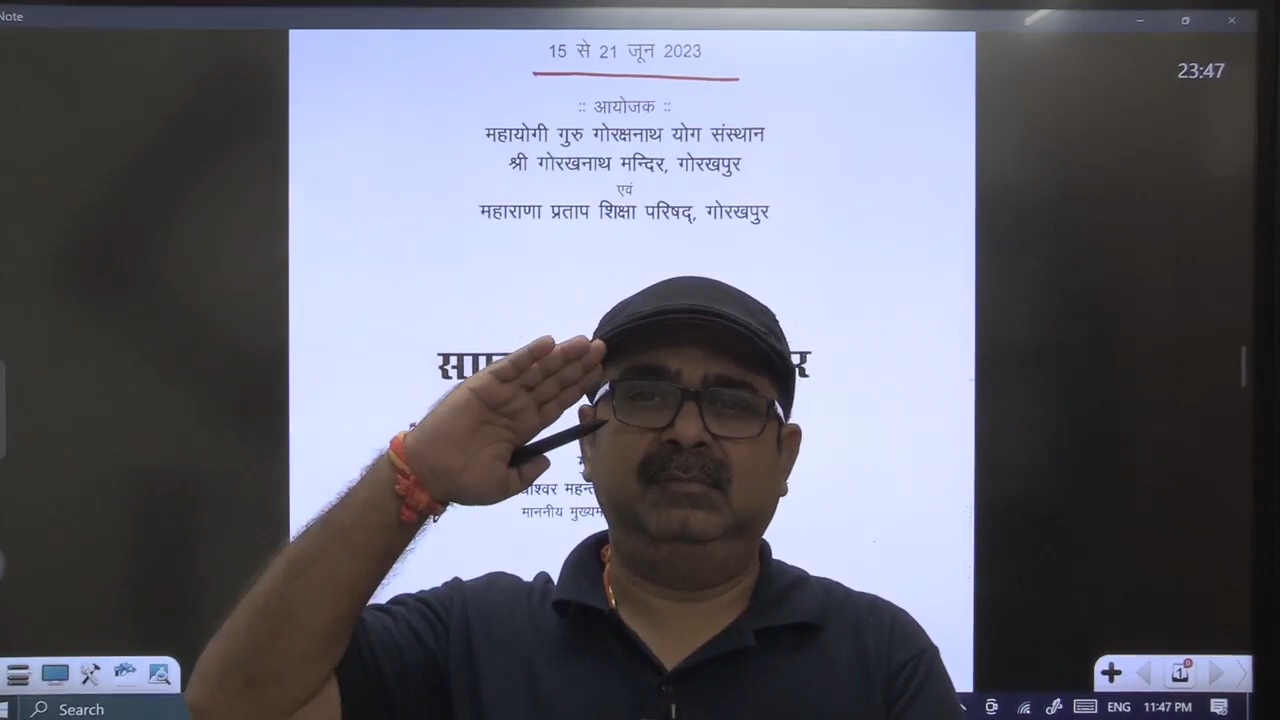 Note
23:47
15 से 21 जून 2023
:: आयोजक ::
महायोगी गुरु गोरक्षनाथ योग संस्थान
श्री गोरखनाथ मन्दिर, गोरखपुर
एवं
महाराणा प्रताप शिक्षा परिषद्, गोरखपुर
महन्त
माननीय
Search
ENG
11:47 PM